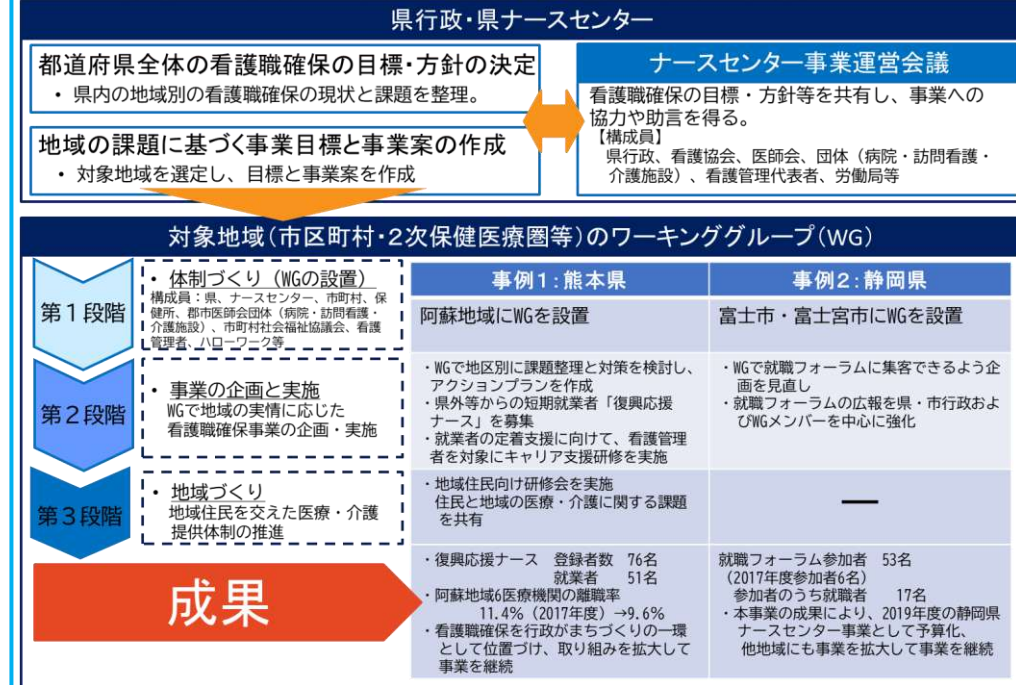 県行政・県ナースセンター
都道府県全体の看護職確保の目標・方針の決定
• 県内の地域別の看護職確保の現状と課題を整理。
地域の課題に基づく事業目標と事業案の作成
• 対象地域を選定し、目標と事業案を作成
ナースセンター事業運営会議
看護職確保の目標・方針等を共有し、事業への
協力や助言を得る。
【構成員】
県行政、看護協会、医師会、団体（病院・訪問看護・
介護施設）、看護管理代表者、労働局等
対象地域（市区町村・２次保健医療圏等）のワーキンググループ（WG）
第１段階
• 体制づくり（WGの設置）
構成員：県、ナースセンター、市町村、保
健所、郡市医師会団体（病院・訪問看護・
介護施設）、市町村社会福祉協議会、看護
管理者、ハローワーク等
第２段階
• 事業の企画と実施
WGで地域の実情に応じた
看護職確保事業の企画・実施
第３段階
• 地域づくり
地域住民を交えた医療・介護
提供体制の推進
成果
事例１：熊本県
阿蘇地域にWGを設置
・WGで地区別に課題整理と対策を検討し、
アクションプランを作成
・県外等からの短期就業者「復興応援
ナース」を募集
・就業者の定着支援に向けて、看護管理
者を対象にキャリア支援研修を実施
・地域住民向け研修会を実施
住民と地域の医療・介護に関する課題
を共有
・復興応援ナース 登録者数 76名
就業者 51名
・阿蘇地域6医療機関の離職率
11.4%（2017年度）→9.6%
・看護職確保を行政がまちづくりの一環
として位置づけ、取り組みを拡大して
事業を継続
事例２：静岡県
富士市・富士宮市にWGを設置
・WGで就職フォーラムに集客できるよう企
画を見直し
・就職フォーラムの広報を県・市行政およ
びWGメンバーを中心に強化
―
就職フォーラム参加者 53名
（2017年度参加者6名）
参加者のうち就職者 17名
・本事業の成果により、2019年度の静岡県
ナースセンター事業として予算化、
他地域にも事業を拡大して事業を継続